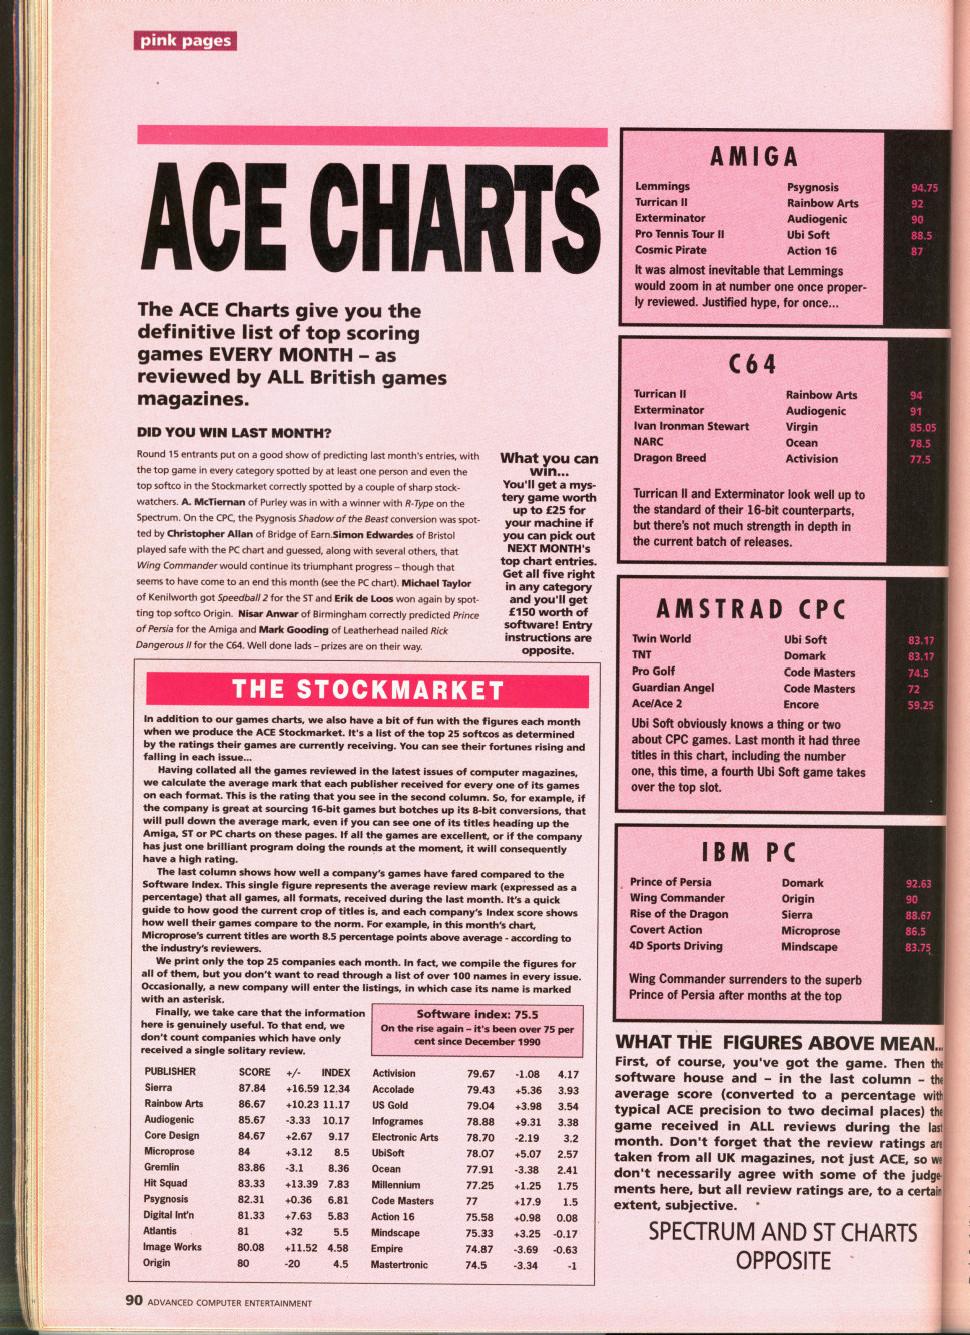 pink pages
ACE CHARTS
The ACE Charts give you the
definitive list of top scoring
games EVERY MONTH – as
reviewed by ALL British games
magazines.
DID YOU WIN LAST MONTH?
Round 15 entrants put on a good show of predicting last month's entries, with
the top game in every category spotted by at least one person and even the
top softco in the Stockmarket correctly spotted by a couple of sharp stock-
watchers. A. McTiernan of Purley was in with a winner with R-Type on the
Spectrum. On the CPC, the Psygnosis Shadow of the Beast conversion was spot-
ted by Christopher Allan of Bridge of Earn.Simon Edwardes of Bristol
played safe with the PC chart and guessed, along with several others, that
Wing Commander would continue its triumphant progress – though that
seems to have come to an end this month (see the PC chart). Michael Taylor
of Kenilworth got Speedball 2 for the ST and Erik de Loos won again by spot-
ting top softco Origin. Nisar Anwar of Birmingham correctly predicted Prince
of Persia for the Amiga and Mark Gooding of Leatherhead nailed Rick
Dangerous II for the C64. Well done lads – prizes are on their way.
What you can
win...
You'll get a mys-
tery game worth
up to £25 for
your machine if
you can pick out
NEXT MONTH's
top chart entries.
Get all five right
in any category
and you'll get
£150 worth of
software! Entry
instructions are
opposite.
THE STOCKMARKET
In addition to our games charts, we also have a bit of fun with the figures each month
when we produce the ACE Stockmarket. It's a list of the top 25 softcos as determined
by the ratings their games are currently receiving. You can see their fortunes rising and
falling in each issue...
Having collated all the games reviewed in the latest issues of computer magazines,
we calculate the average mark that each publisher received for every one of its games
on each format. This is the rating that you see in the second column. So, for example, if
the company is great at sourcing 16-bit games but botches up its 8-bit conversions, that
will pull down the average mark, even if you can see one of its titles heading up the
Amiga, ST or PC charts on these pages. If all the games are excellent, or if the company
has just one brilliant program doing the rounds at the moment, it will consequently
have a high rating.
The last column shows how well a company's games have fared compared to the
Software Index. This single figure represents the average review mark (expressed as a
percentage) that all games, all formats, received during the last month. It's a quick
guide to how good the current crop of titles is, and each company's Index score shows
how well their games compare to the norm. For example, in this month's chart,
Microprose's current titles are worth 8.5 percentage points above average - according to
the industry's reviewers.
We print only the top 25 companies each month. In fact, we compile the figures for
all of them, but you don't want to read through a list of over 100 names in every issue.
Occasionally, a new company will enter the listings, in which case its name is marked
with an asterisk.
Finally, we take care that the information
here is genuinely useful. To that end, we
don't count companies which have only
received a single solitary review.
Software index: 75.5
On the rise again – it's been over 75 per
cent since December 1990
PUBLISHER SCORE +/- INDEX
Sierra 87.84 +16.59 12.34
Rainbow Arts 86.67 +10.23 11.17
Audiogenic 85.67 -3.33 10.17
Core Design 84.67 +2.67 9.17
Microprose 84 +3.12 8.5
Gremlin 83.86 -3.1 8.36
Hit Squad 83.33 +13.39 7.83
Psygnosis 82.31 +0.36 6.81
Digital Int'n 81.33 +7.63 5.83
Atlantis 81 +32 5.5
Image Works 80.08 +11.52 4.58
Origin 80 -20 4.5
Activision 79.67 -1.08 4.17
Accolade 79.43 +5.36 3.93
US Gold 79.04 +3.98 3.54
Infogrames 78.88 +9.31 3.38
Electronic Arts 78.70 -2.19 3.2
UbiSoft 78.07 +5.07 2.57
Ocean 77.91 -3.38 2.41
Millennium 77.25 +1.25 1.75
Code Masters 77 +17.9 1.5
Action 16 75.58 +0.98 0.08
Mindscape 75.33 +3.25 -0.17
Empire 74.87 -3.69 -0.63
Mastertronic 74.5 -3.34 -1
AMIGA
Lemmings Psygnosis 94.75
Turrican II Rainbow Arts 92
Exterminator Audiogenic 90
Pro Tennis Tour II Ubi Soft 88.5
Cosmic Pirate Action 16 87
It was almost inevitable that Lemmings
would zoom in at number one once proper-
ly reviewed. Justified hype, for once...
C64
Turrican II Rainbow Arts 94
Exterminator Audiogenic 91
Ivan Ironman Stewart Virgin 85.05
NARC Ocean 78.5
Dragon Breed Activision 77.5
Turrican II and Exterminator look well up to
the standard of their 16-bit counterparts,
but there's not much strength in depth in
the current batch of releases.
AMSTRAD CPC
Twin World Ubi Soft 83.17
TNT Domark 83.17
Pro Golf Code Masters 74.5
Guardian Angel Code Masters 72
Ace/Ace 2 Encore 59.25
Ubi Soft obviously knows a thing or two
about CPC games. Last month it had three
titles in this chart, including the number
one, this time, a fourth Ubi Soft game takes
over the top slot.
IBM PC
Prince of Persia Domark 92.63
Wing Commander Origin 90
Rise of the Dragon Sierra 88.67
Covert Action Microprose 86.5
4D Sports Driving Mindscape 83.75
Wing Commander surrenders to the superb
Prince of Persia after months at the top
WHAT THE FIGURES ABOVE MEAN...
First, of course, you've got the game. Then the
software house and – in the last column – the
average score (converted to a percentage with
typical ACE precision to two decimal places) the
game received in ALL reviews during the last
month. Don't forget that the review ratings are
taken from all UK magazines, not just ACE, so we
don't necessarily agree with some of the judge-
ments here, but all review ratings are, to a certain
extent, subjective.
SPECTRUM AND ST CHARTS
OPPOSITE
90 ADVANCED COMPUTER ENTERTAINMENT